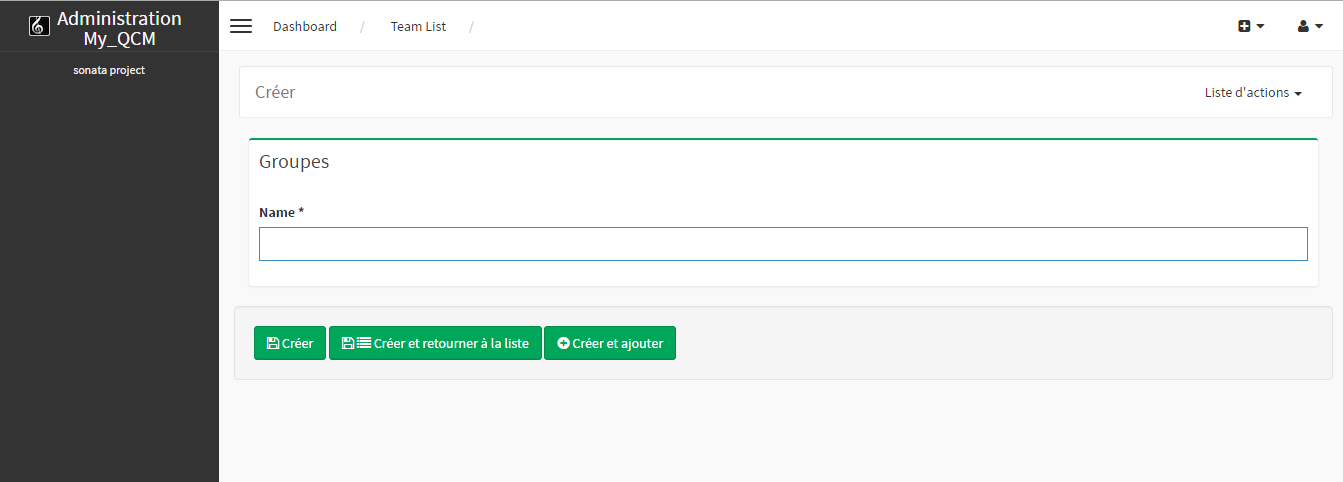 Administration
My_QCM
sonata project
Dashboard / Team List /
Créer
Liste d'actions
Groupes
Name *
Créer
Créer et retourner à la liste
Créer et ajouter